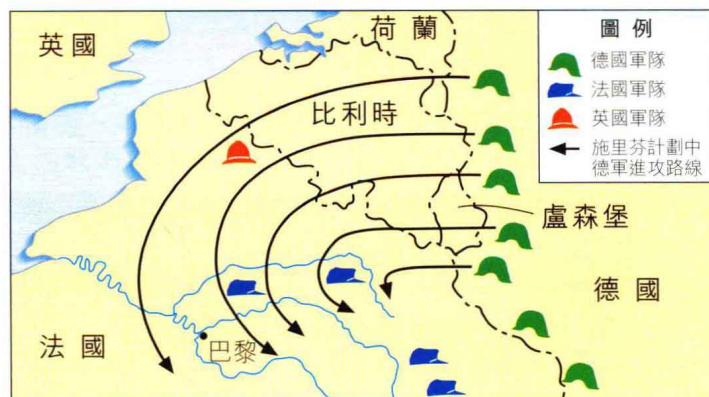 英國
荷蘭
比利時
盧森堡
德國
法國
巴黎
圖例
德國軍隊
法國軍隊
英國軍隊
施里芬計劃中
德軍進攻路線